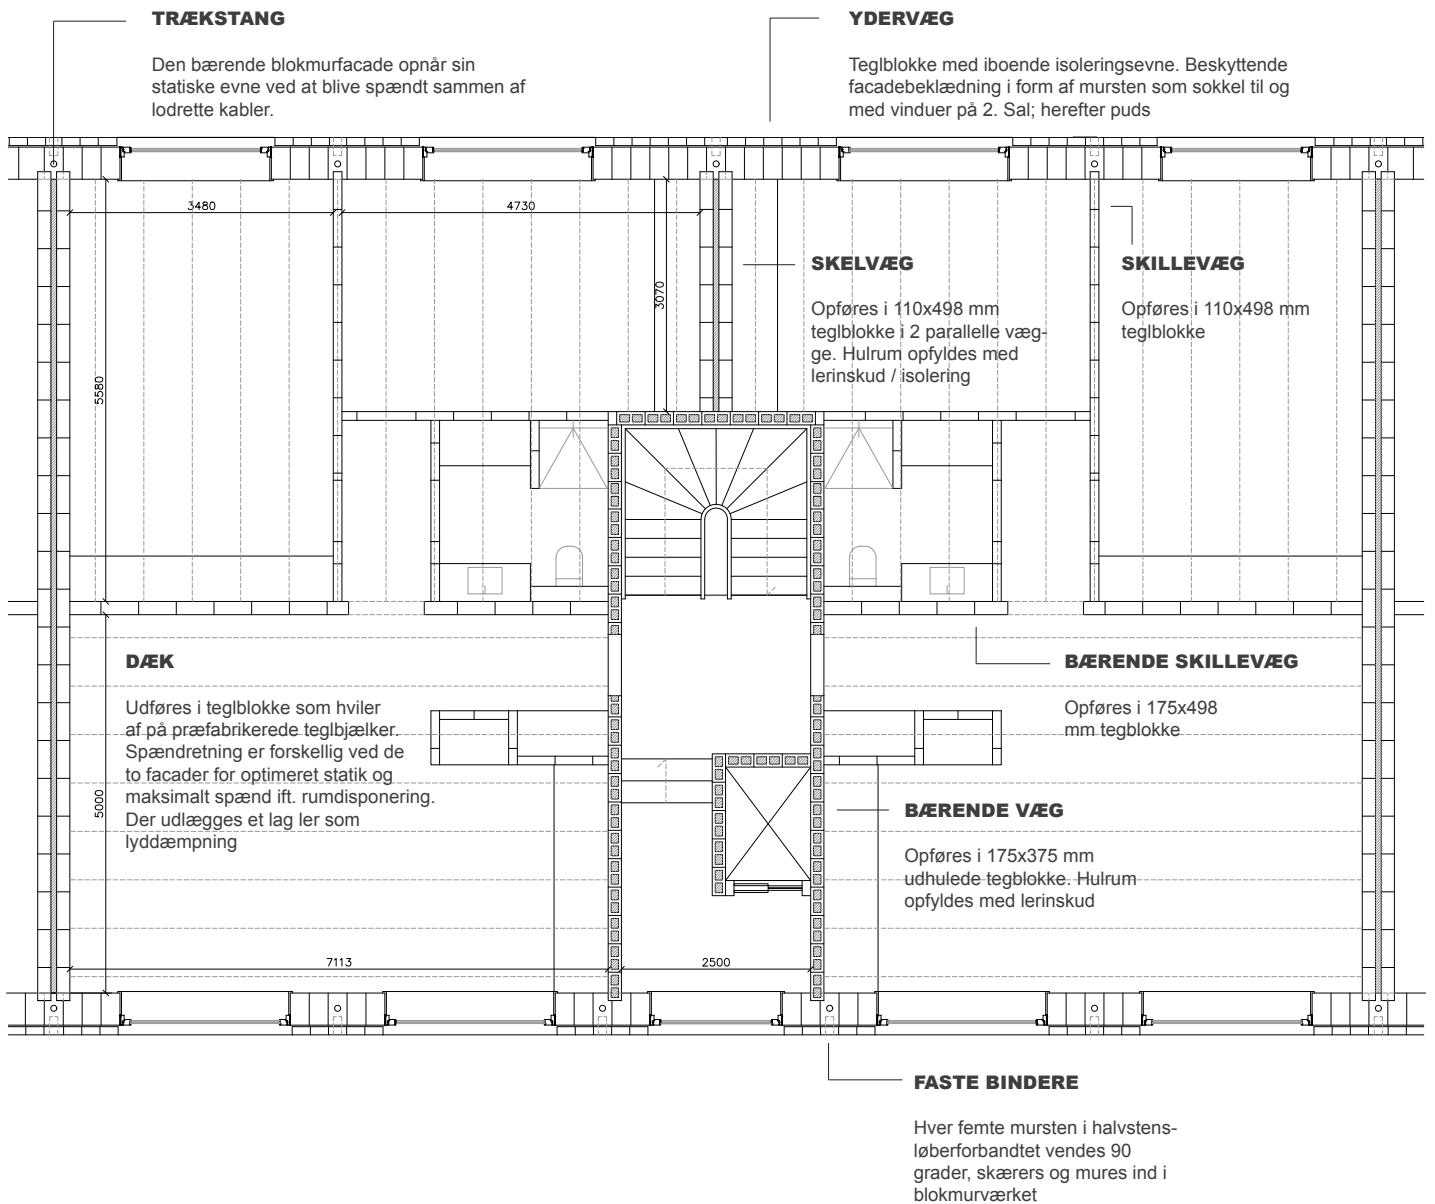 TRÆKSTANG
Den bærende blokmurfacade opnår sin
statiske evne ved at blive spændt sammen af
lodrette kabler.
YDERVÆG
Teglblokke med iboende isoleringsevne. Beskyttende
facadebeklædning i form af mursten som sokkel til og
med vinduer på 2. Sal; herefter puds
3480
4730
3070
5580
SKELVÆG
Opføres i 110x498 mm
teglblokke i 2 parallelle væg-
ge. Hulrum opfyldes med
lerinskud / isolering
SKILLEVÆG
Opføres i 110x498 mm
teglblokke
DÆK
Udføres i teglblokke som hviler
af på præfabrikerede teglbjælker.
Spændretning er forskellig ved de
to facader for optimeret statik og
maksimalt spænd ift. rumdisponering.
Der udlægges et lag ler som
lyddæmpning
5000
BÆRENDE SKILLEVÆG
Opføres i 175x498
mm tegblokke
BÆRENDE VÆG
Opføres i 175x375 mm
udhulede tegblokke. Hulrum
opfyldes med lerinskud
7113
2500
FASTE BINDERE
Hver femte mursten i halvstens-
løberforbandtet vendes 90
grader, skærers og mures ind i
blokmurværket